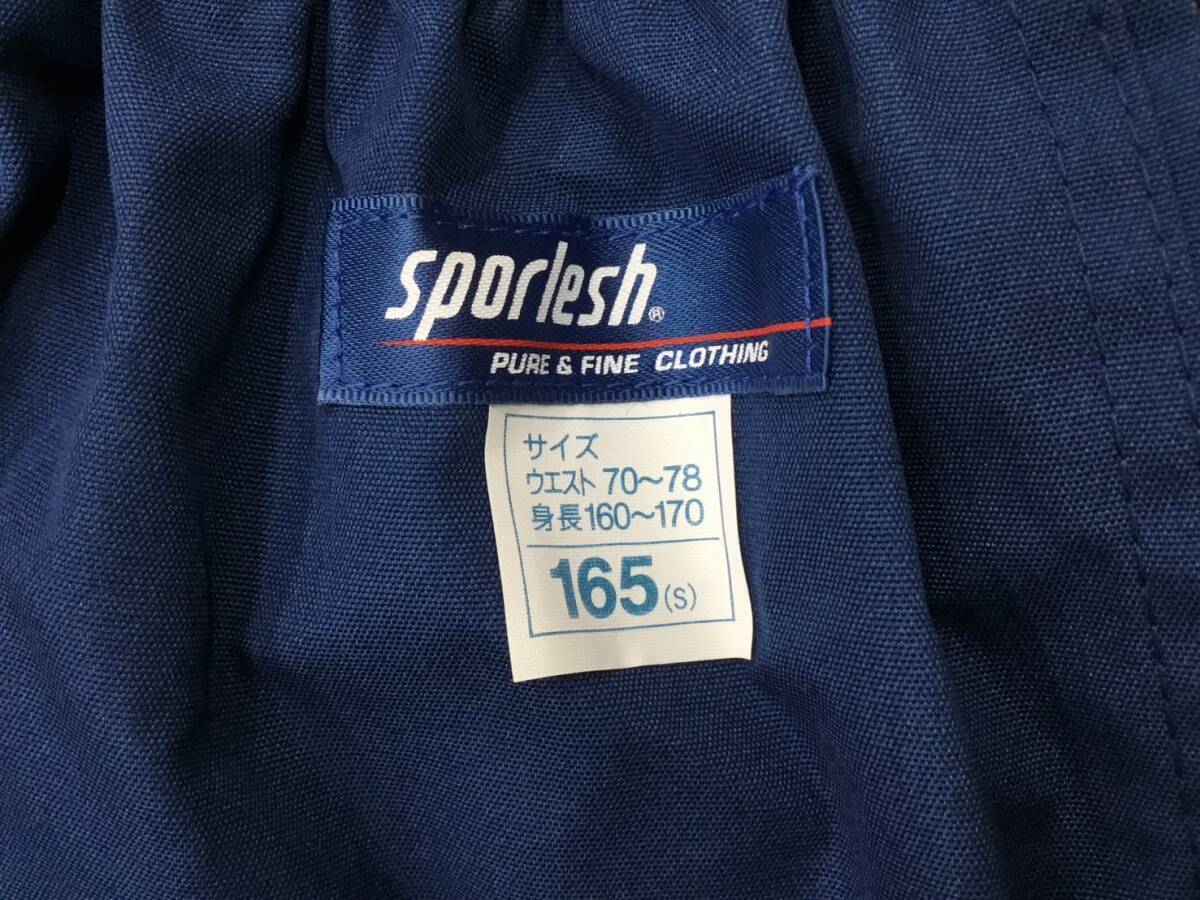 sporlesh®
PURE & FINE CLOTHING
サイズ
ウエスト 70〜78
身長160〜170
165(S)